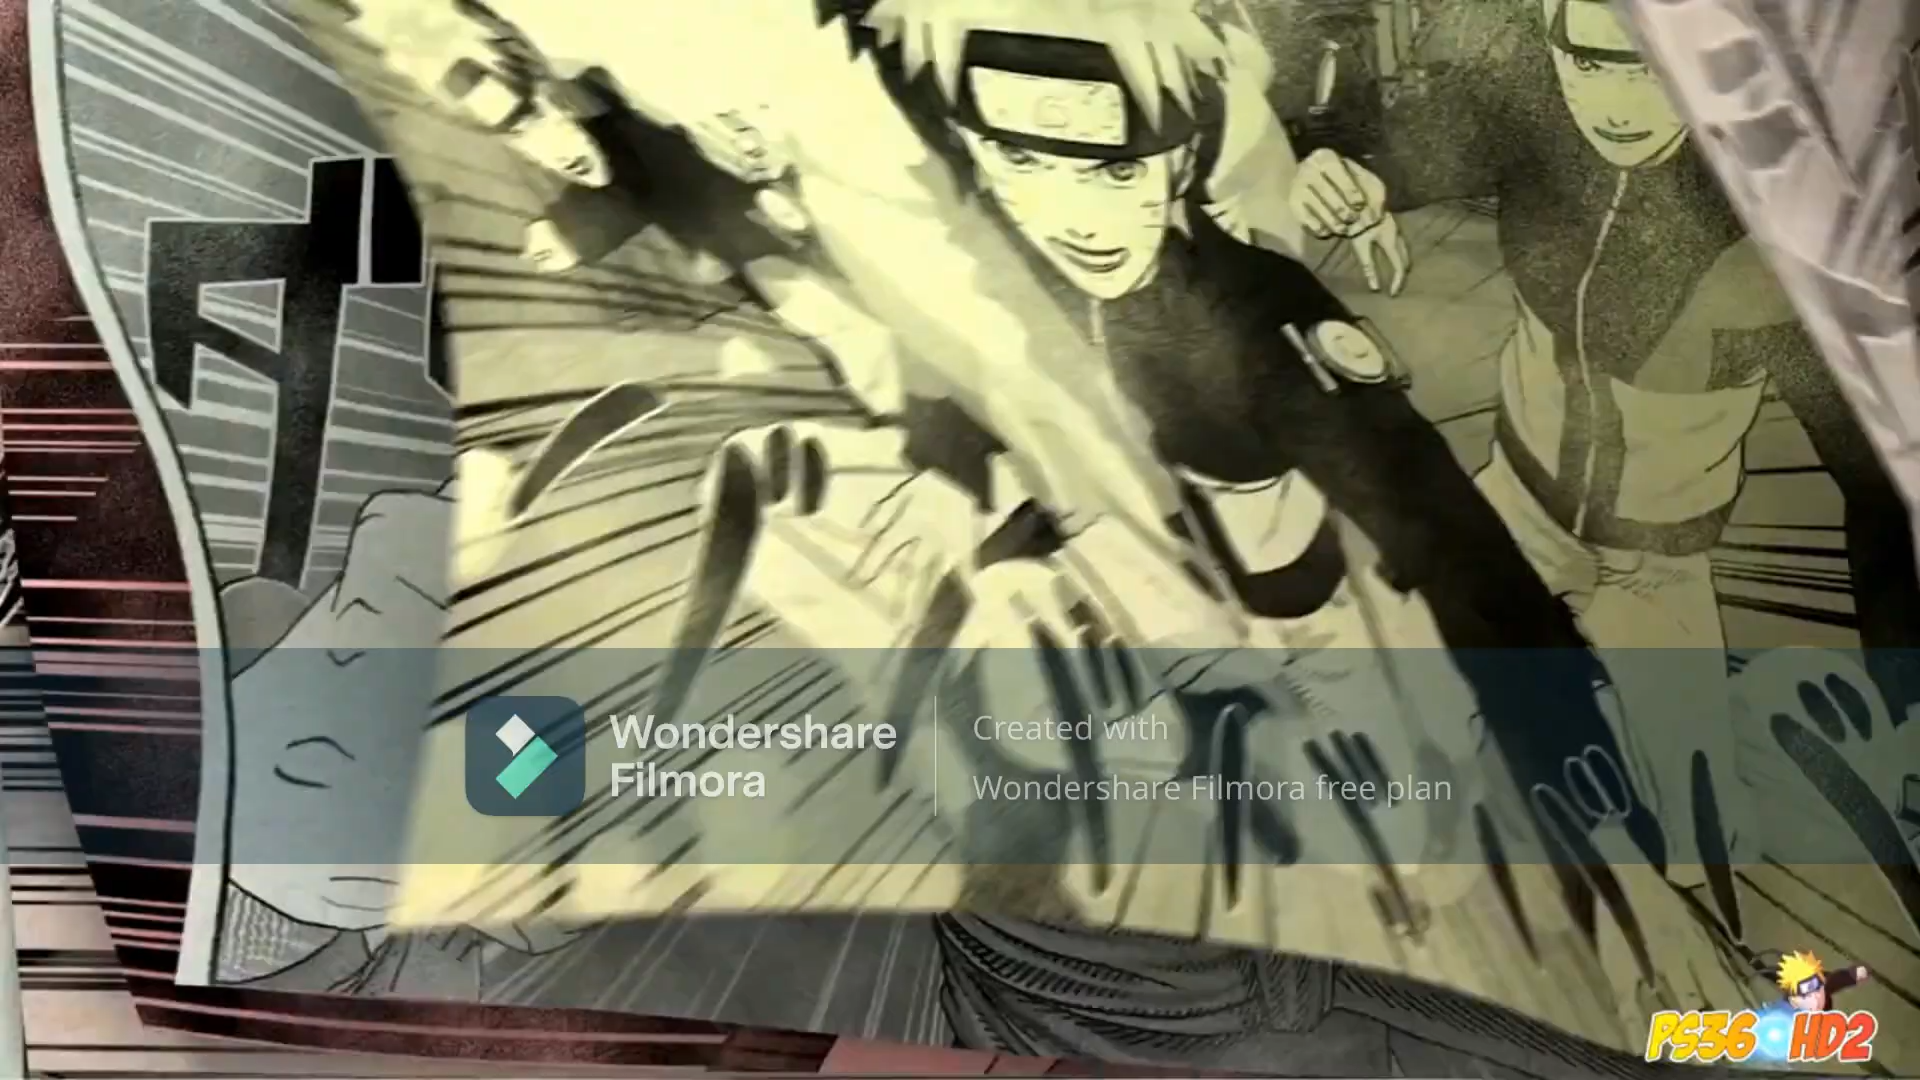 Wondershare
Filmora
Created with
Wondershare Filmora free plan
PS36 HD2